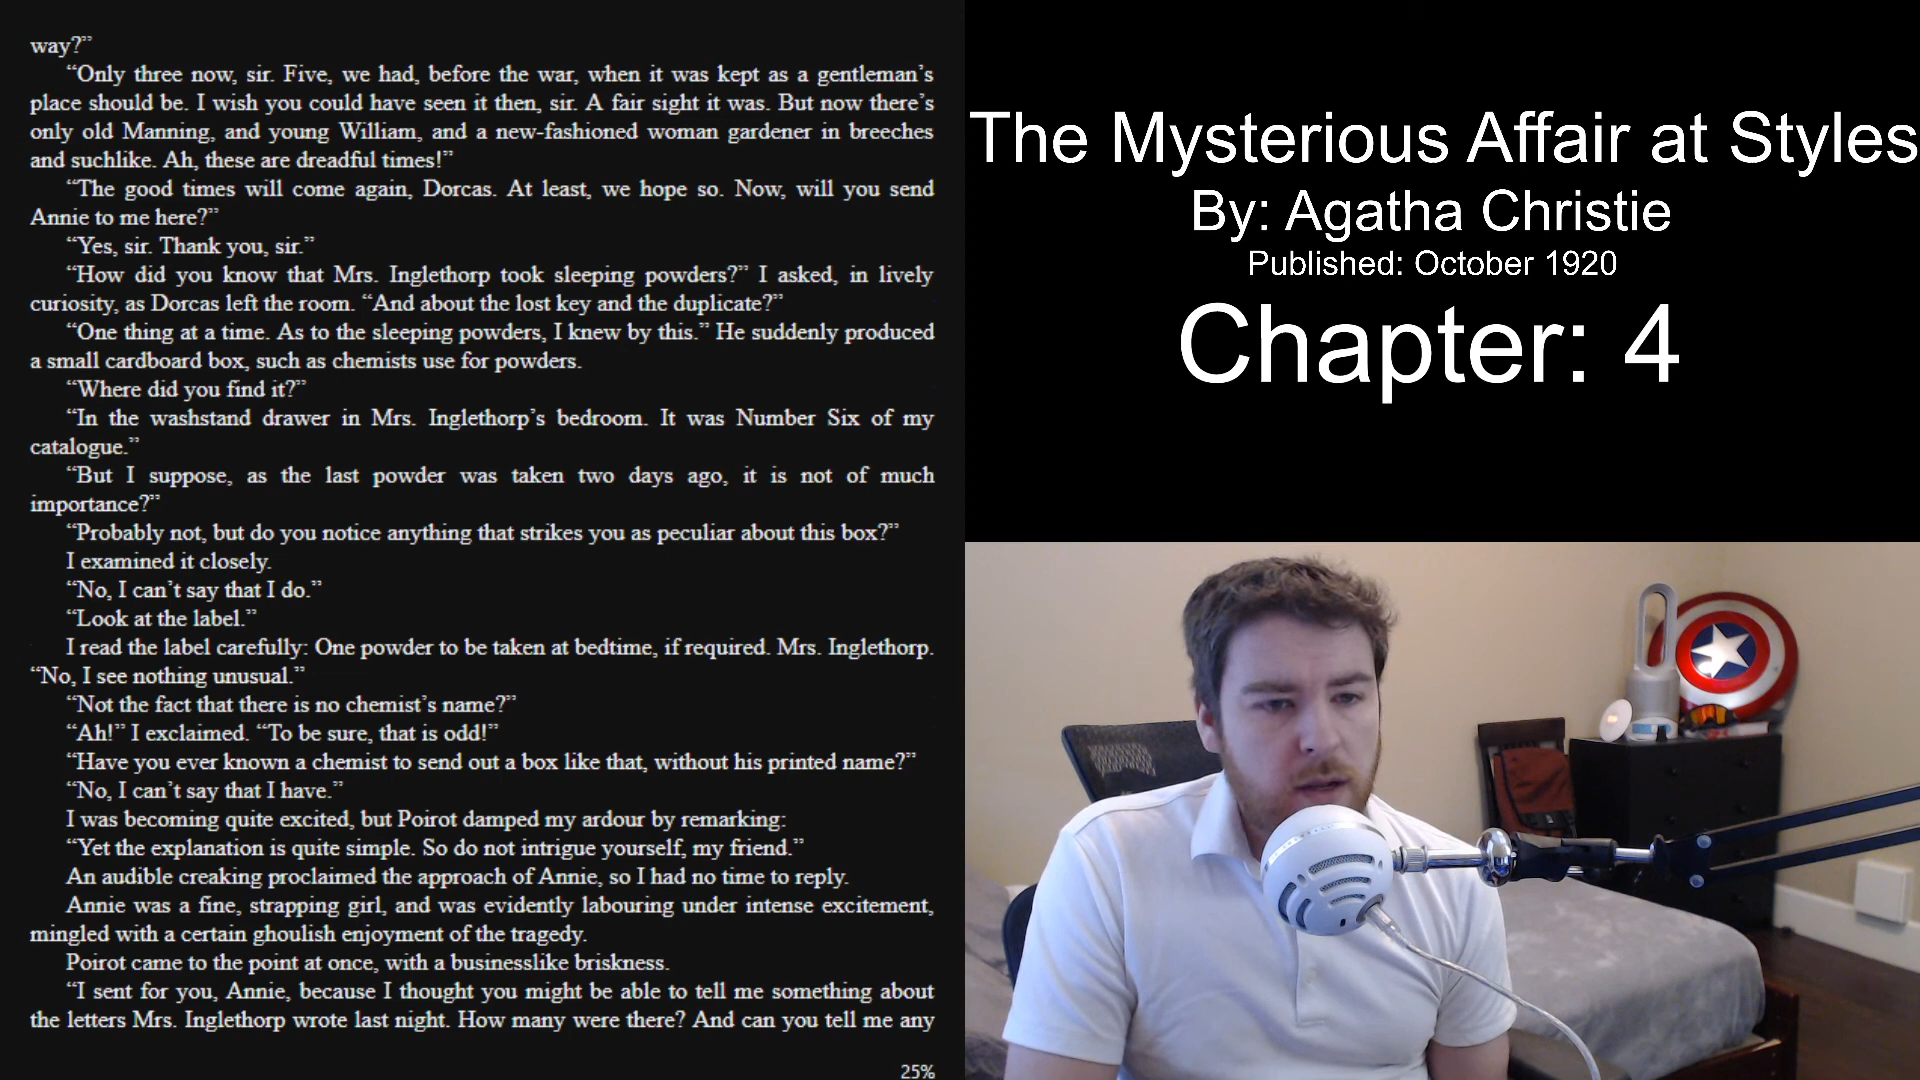 way?”
“Only three now, sir. Five, we had, before the war, when it was kept as a gentleman’s
place should be. I wish you could have seen it then, sir. A fair sight it was. But now there’s
only old Manning, and young William, and a new-fashioned woman gardener in breeches
and suchlike. Ah, these are dreadful times!”
“The good times will come again, Dorcas. At least, we hope so. Now, will you send
Annie to me here?”
“Yes, sir. Thank you, sir.”
“How did you know that Mrs. Inglethorp took sleeping powders?” I asked, in lively
curiosity, as Dorcas left the room. “And about the lost key and the duplicate?”
“One thing at a time. As to the sleeping powders, I knew by this.” He suddenly produced
a small cardboard box, such as chemists use for powders.
“Where did you find it?”
“In the washstand drawer in Mrs. Inglethorp’s bedroom. It was Number Six of my
catalogue.”
“But I suppose, as the last powder was taken two days ago, it is not of much
importance?”
“Probably not, but do you notice anything that strikes you as peculiar about this box?”
I examined it closely.
“No, I can’t say that I do.”
“Look at the label.”
I read the label carefully: One powder to be taken at bedtime, if required. Mrs. Inglethorp.
“No, I see nothing unusual.”
“Not the fact that there is no chemist’s name?”
“Ah!” I exclaimed. “To be sure, that is odd!”
“Have you ever known a chemist to send out a box like that, without his printed name?”
“No, I can’t say that I have.”
I was becoming quite excited, but Poirot damped my ardour by remarking:
“Yet the explanation is quite simple. So do not intrigue yourself, my friend.”
An audible creaking proclaimed the approach of Annie, so I had no time to reply.
Annie was a fine, strapping girl, and was evidently labouring under intense excitement,
mingled with a certain ghoulish enjoyment of the tragedy.
Poirot came to the point at once, with a businesslike briskness.
“I sent for you, Annie, because I thought you might be able to tell me something about
the letters Mrs. Inglethorp wrote last night. How many were there? And can you tell me any
25%
The Mysterious Affair at Styles
By: Agatha Christie
Published: October 1920
Chapter: 4